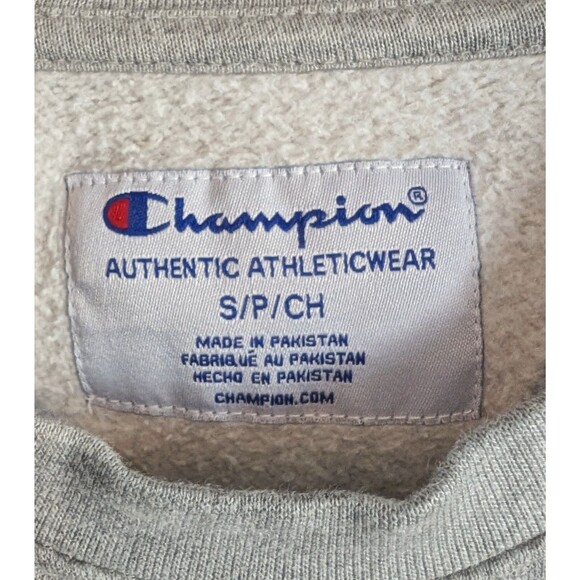 Champion®
AUTHENTIC ATHLETICWEAR
S/P/CH
MADE IN PAKISTAN
FABRIQUÉ AU PAKISTAN
HECHO EN PAKISTAN
CHAMPION.COM